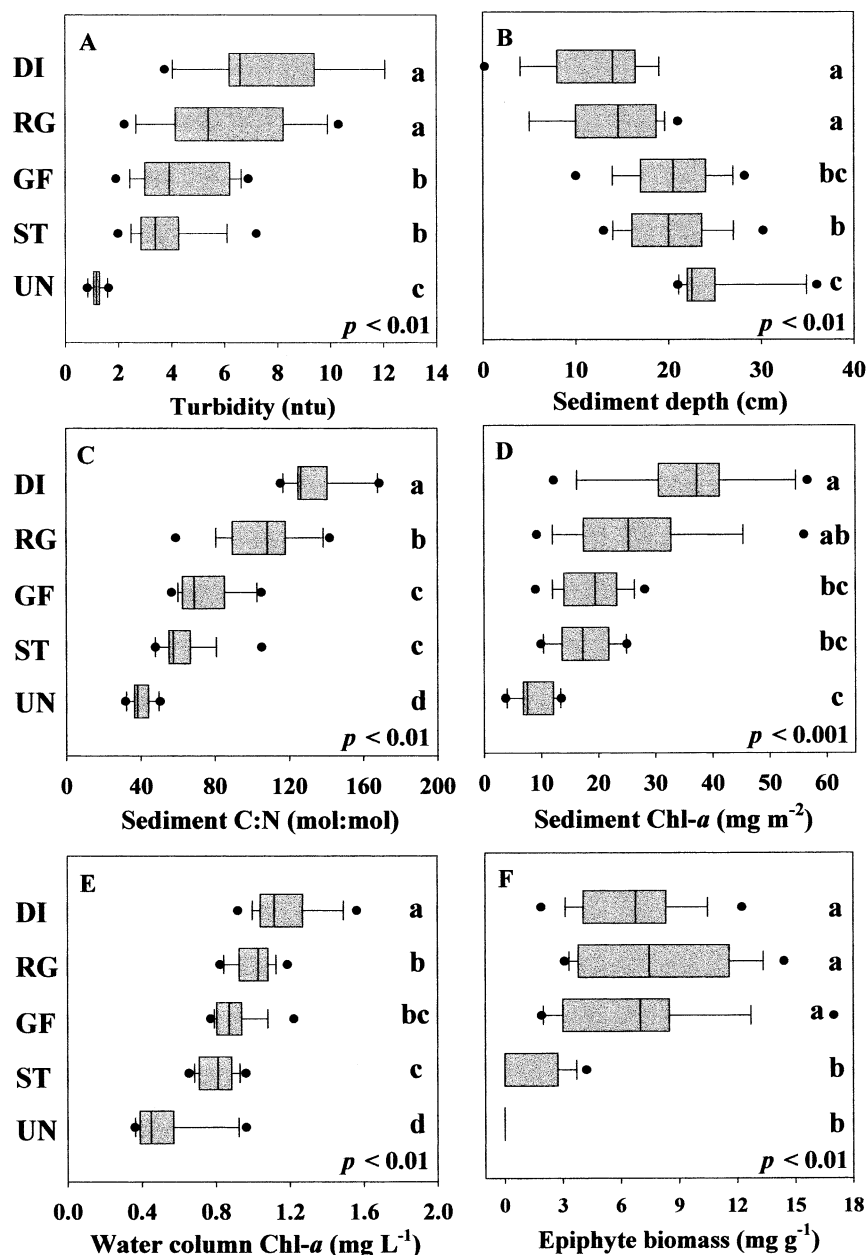 A
DI a
RG a
GF b
ST b
UN c
p < 0.01
0 2 4 6 8 10 12 14
Turbidity (ntu)
B
a
a
bc
b
c
p < 0.01
0 10 20 30 40
Sediment depth (cm)
C
DI a
RG b
GF c
ST c
UN d
p < 0.01
0 40 80 120 160 200
Sediment C:N (mol:mol)
D
a
ab
bc
bc
c
p < 0.001
0 10 20 30 40 50 60
Sediment Chl-a (mg m⁻²)
E
DI a
RG b
GF bc
ST c
UN d
p < 0.01
0.0 0.4 0.8 1.2 1.6 2.0
Water column Chl-a (mg L⁻¹)
F
a
a
a
b
b
p < 0.01
0 3 6 9 12 15 18
Epiphyte biomass (mg g⁻¹)